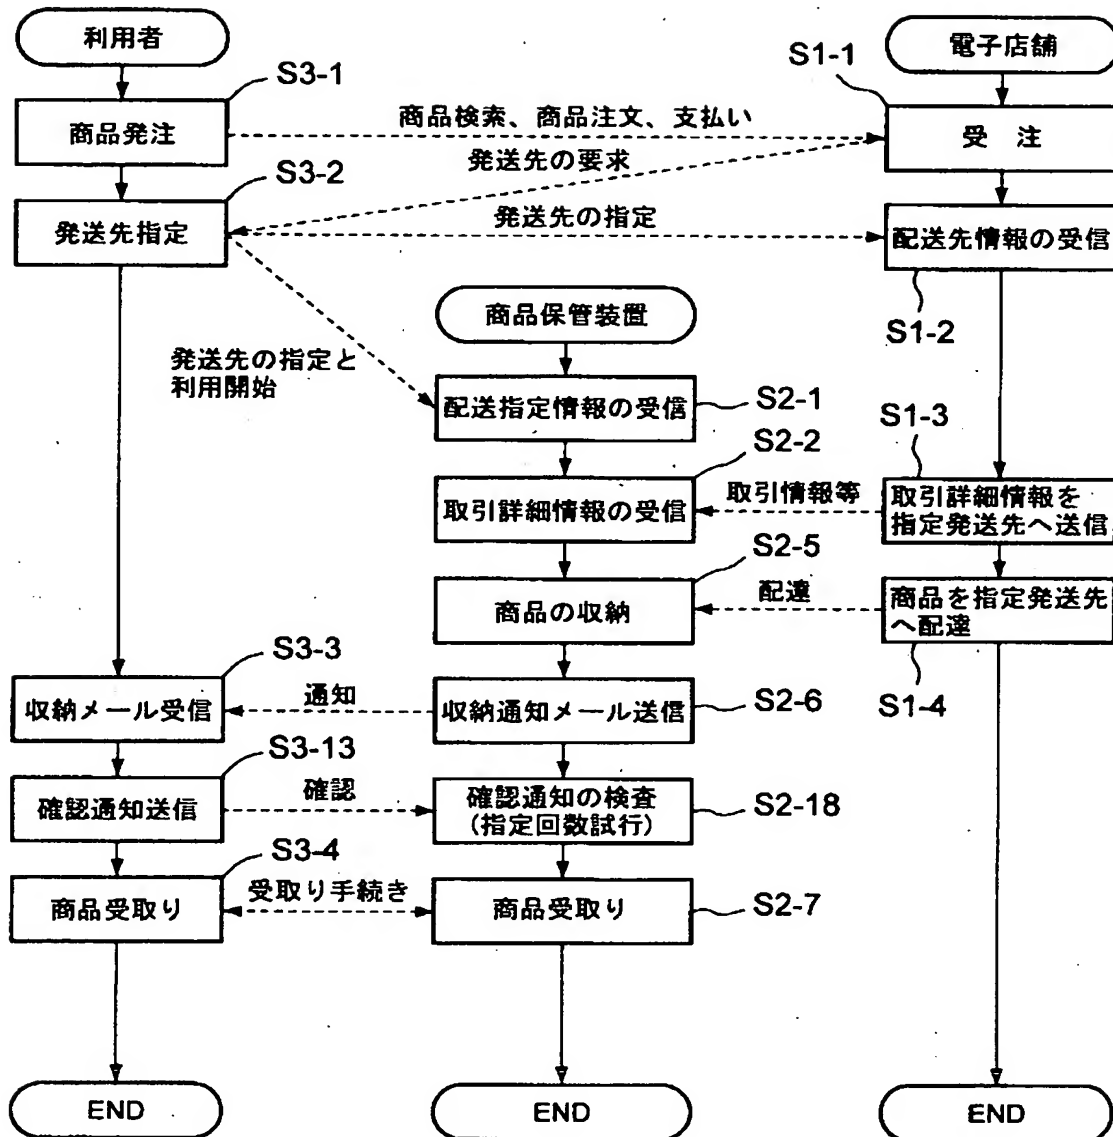 利用者
電子店舗
S3-1
S1-1
商品発注
商品検索、商品注文、支払い
受 注
S3-2
発送先の要求
発送先指定
発送先の指定
配送先情報の受信
商品保管装置
S1-2
発送先の指定と
利用開始
配送指定情報の受信
S2-1
S1-3
S2-2
取引詳細情報の受信
取引情報等
取引詳細情報を
指定発送先へ送信
S2-5
商品の収納
配達
商品を指定発送先
へ配達
S3-3
S1-4
収納メール受信
通知
収納通知メール送信
S2-6
S3-13
確認通知送信
確認
確認通知の検査
(指定回数試行)
S2-18
S3-4
商品受取り
受取り手続き
商品受取り
S2-7
END
END
END